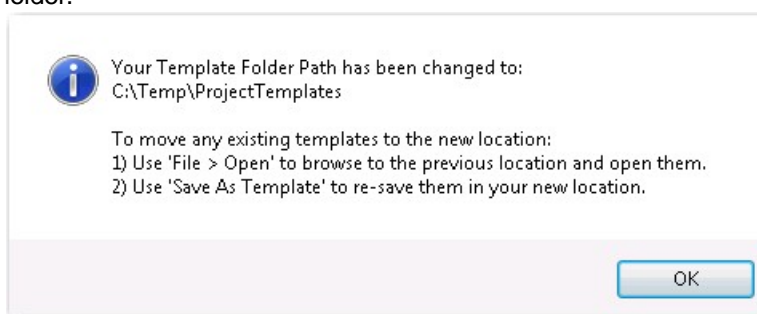 folder.
Your Template Folder Path has been changed to:
C:\Temp\ProjectTemplates
To move any existing templates to the new location:
1) Use 'File > Open' to browse to the previous location and open them.
2) Use 'Save As Template' to re-save them in your new location.
OK